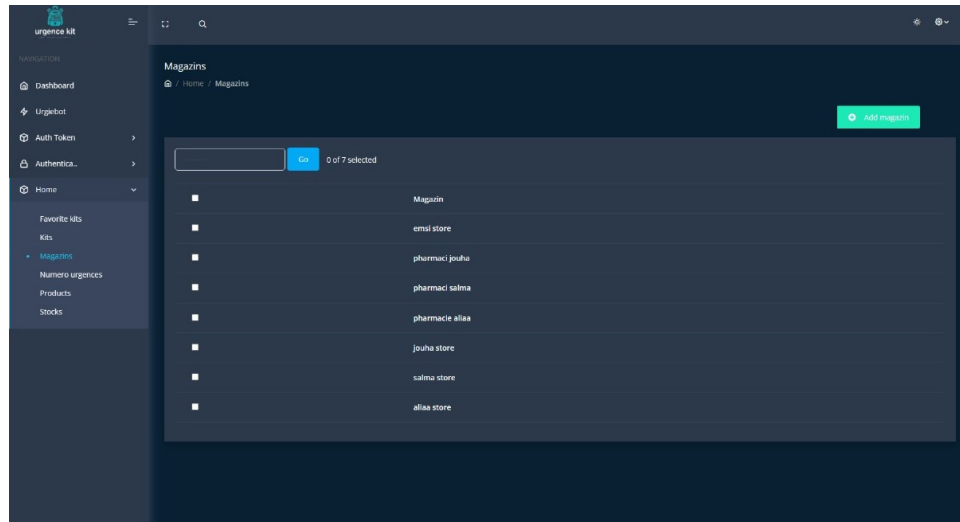 urgence kit
NAVIGATION
Dashboard
Urgiebot
Auth Token
Authentica..
Home
Favorite kits
Kits
Magazins
Numero urgences
Products
Stocks
Magazins
/ Home / Magazins
Add magazin
Go 0 of 7 selected
Magazin
emsi store
pharmaci jouha
pharmaci salma
pharmacie aliaa
jouha store
salma store
aliaa store